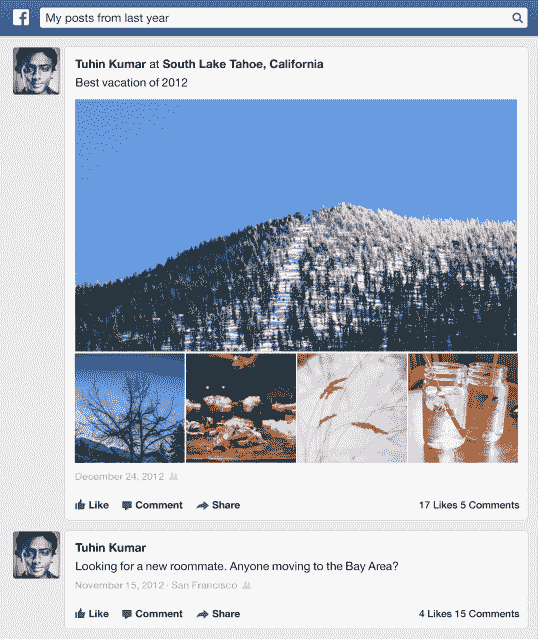 My posts from last year
Tuhin Kumar at South Lake Tahoe, California
Best vacation of 2012
December 24, 2012
Like Comment Share 17 Likes 5 Comments
Tuhin Kumar
Looking for a new roommate. Anyone moving to the Bay Area?
November 15, 2012 · San Francisco
Like Comment Share 4 Likes 15 Comments